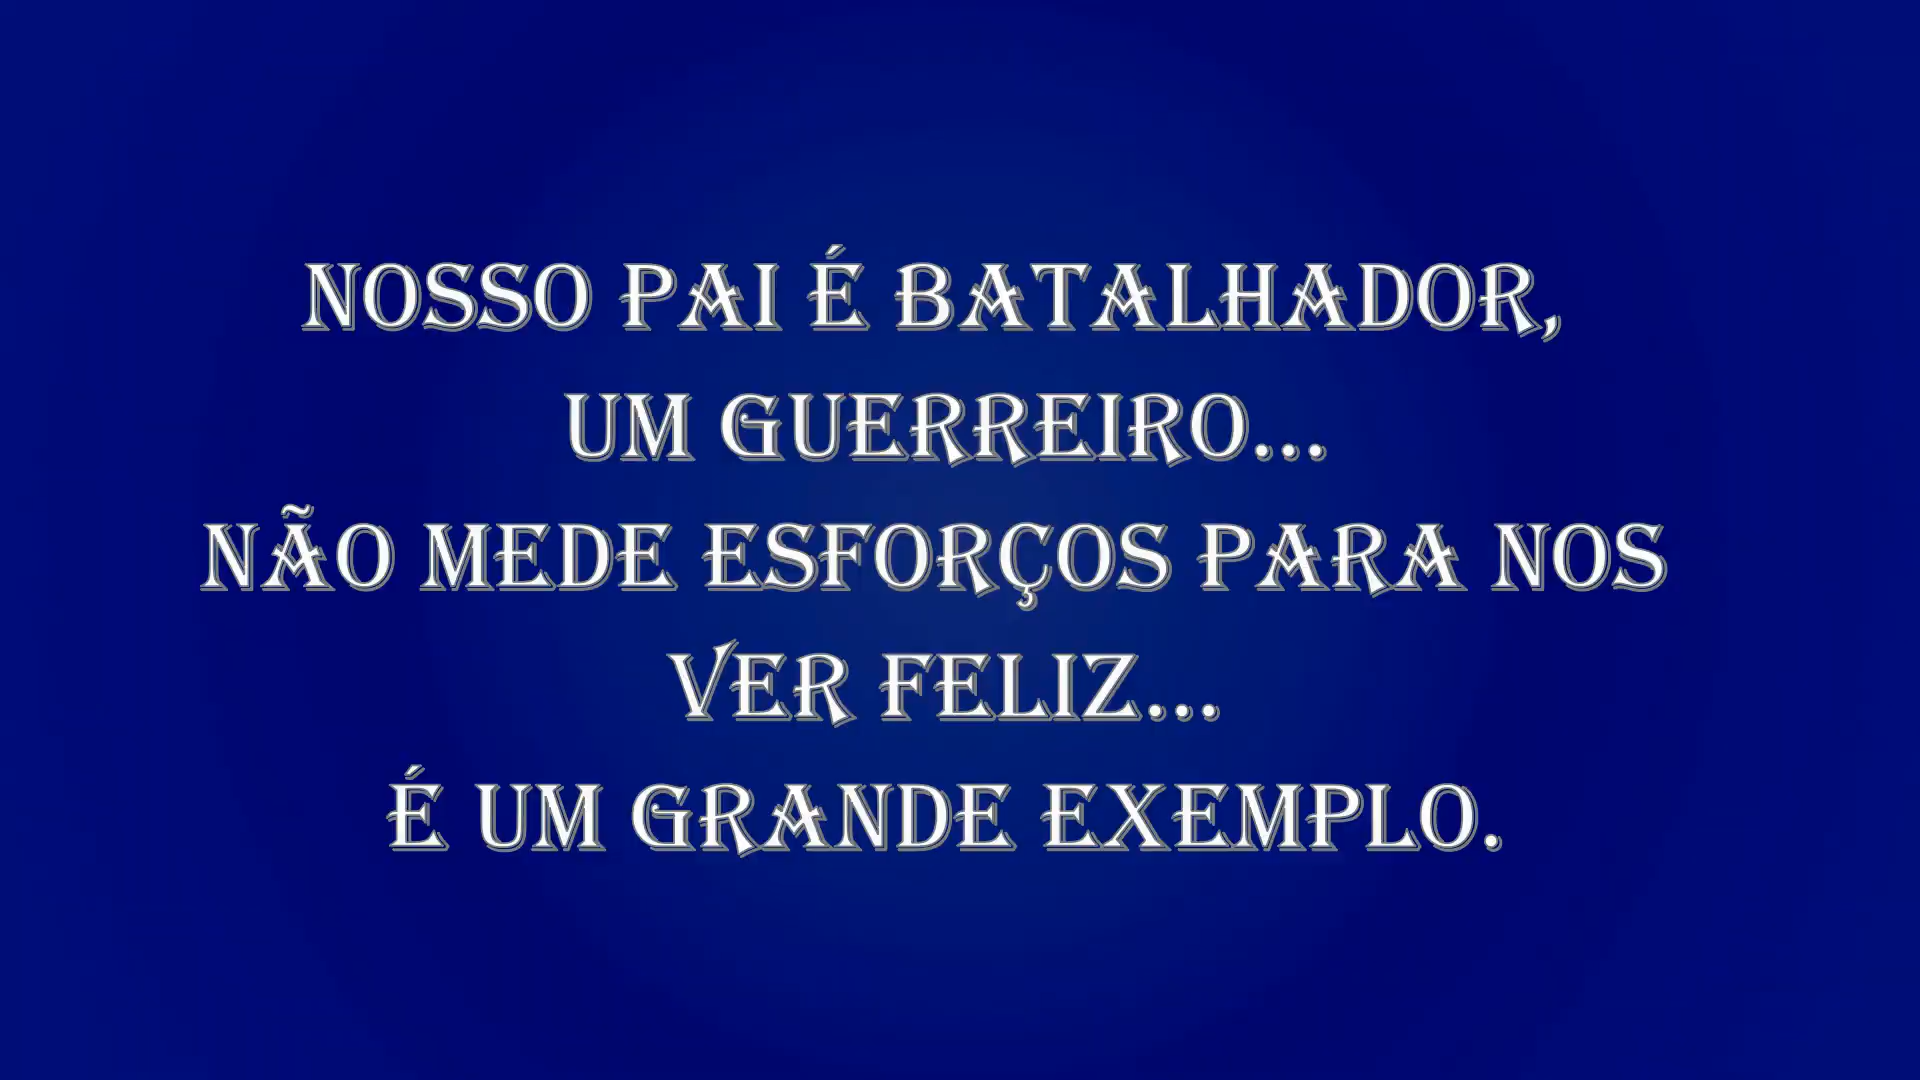 NOSSO PAI É BATALHADOR,
UM GUERREIRO...
NÃO MEDE ESFORÇOS PARA NOS
VER FELIZ...
É UM GRANDE EXEMPLO.